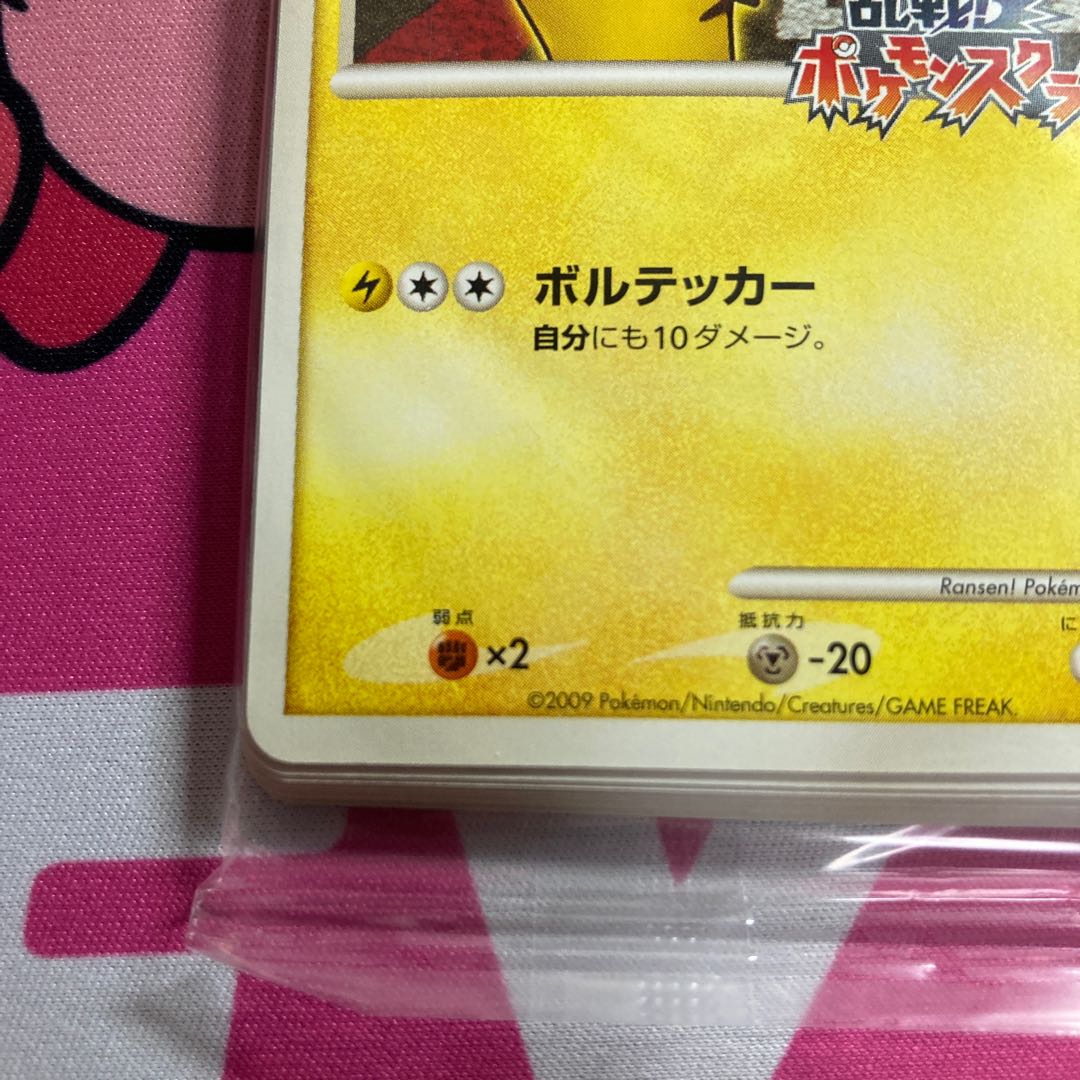 乱戦!
ポケモンスクラ
ボルテッカー
自分にも10ダメージ。
Ransen! Pokém
弱点
×2
抵抗力
-20
に
©2009 Pokémon/Nintendo/Creatures/GAME FREAK.